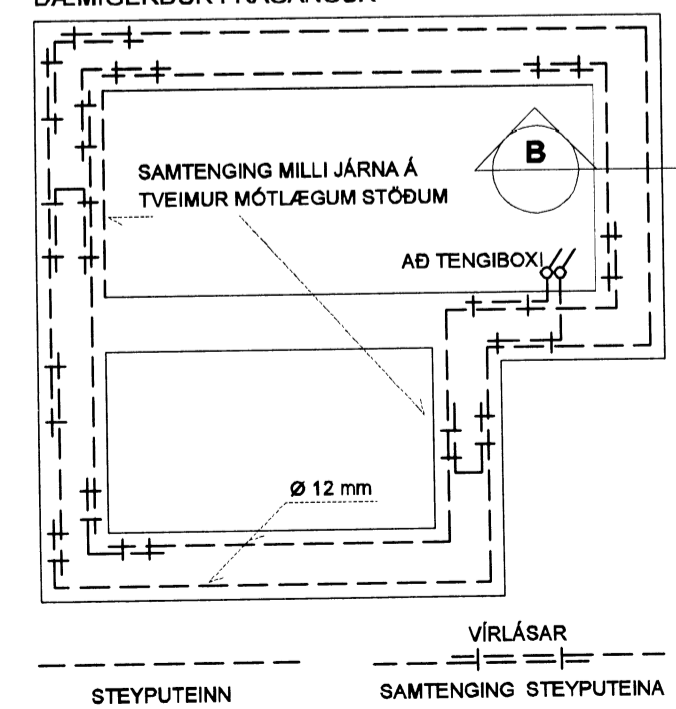 B
SAMTENGING MILLI JÁRNA Á
TVEIMUR MÓTLÆGUM STÖÐUM
AÐ TENGIBOXI
Ø 12 mm
VÍRLÁSAR
STEYPUTEINN
SAMTENGING STEYPUTEINA